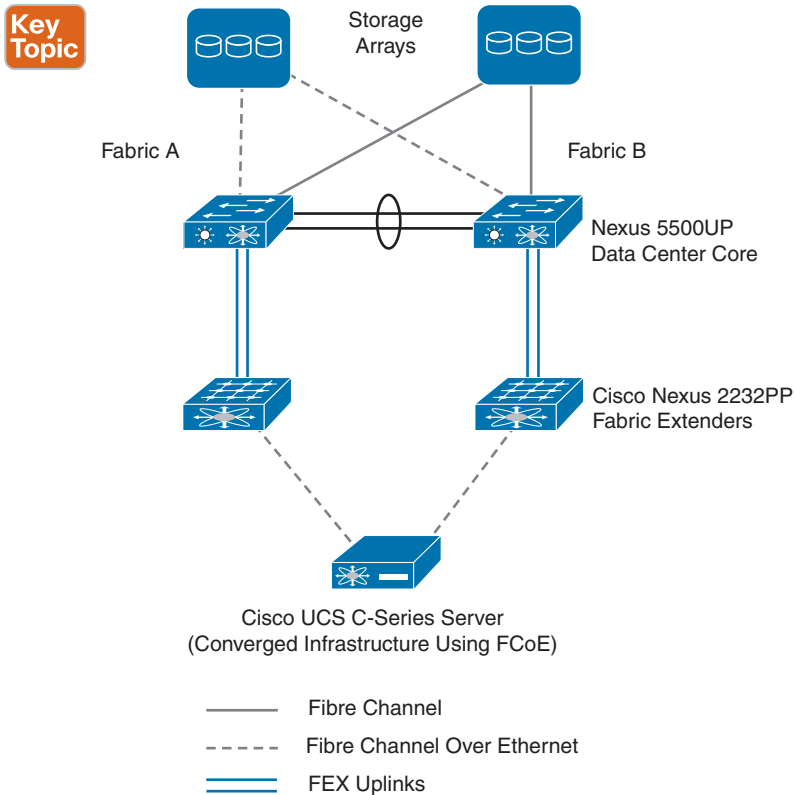 Key
Topic
Storage
Arrays
Fabric A
Fabric B
Nexus 5500UP
Data Center Core
Cisco Nexus 2232PP
Fabric Extenders
Cisco UCS C-Series Server
(Converged Infrastructure Using FCoE)
Fibre Channel
Fibre Channel Over Ethernet
FEX Uplinks